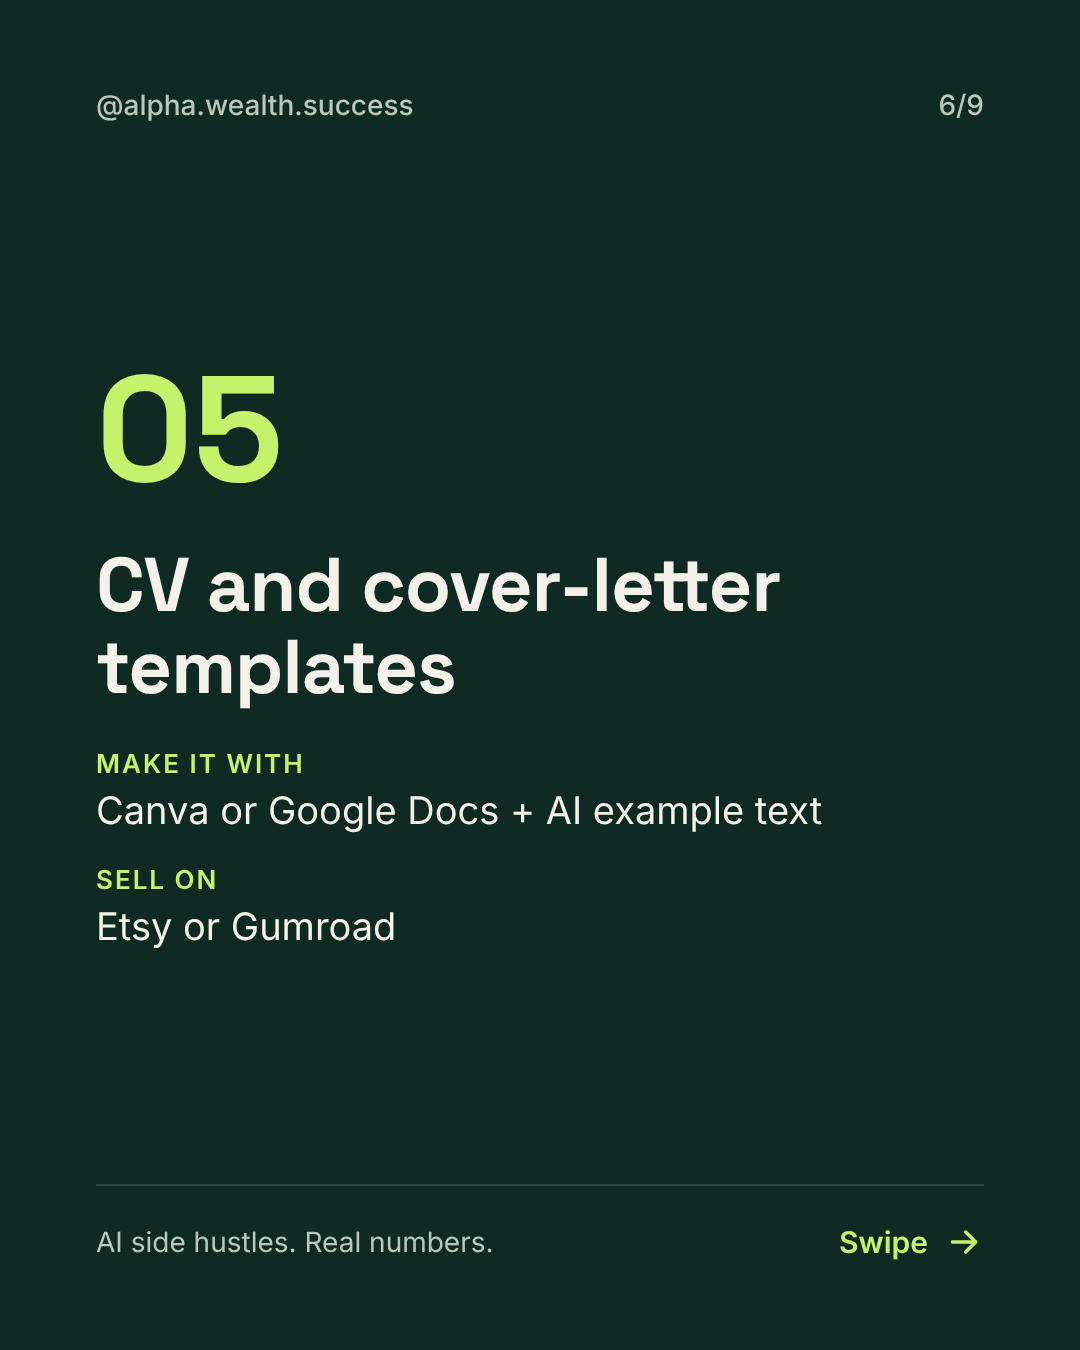 @alpha.wealth.success
6/9
05
CV and cover-letter
templates
MAKE IT WITH
Canva or Google Docs + AI example text
SELL ON
Etsy or Gumroad
AI side hustles. Real numbers.
Swipe →